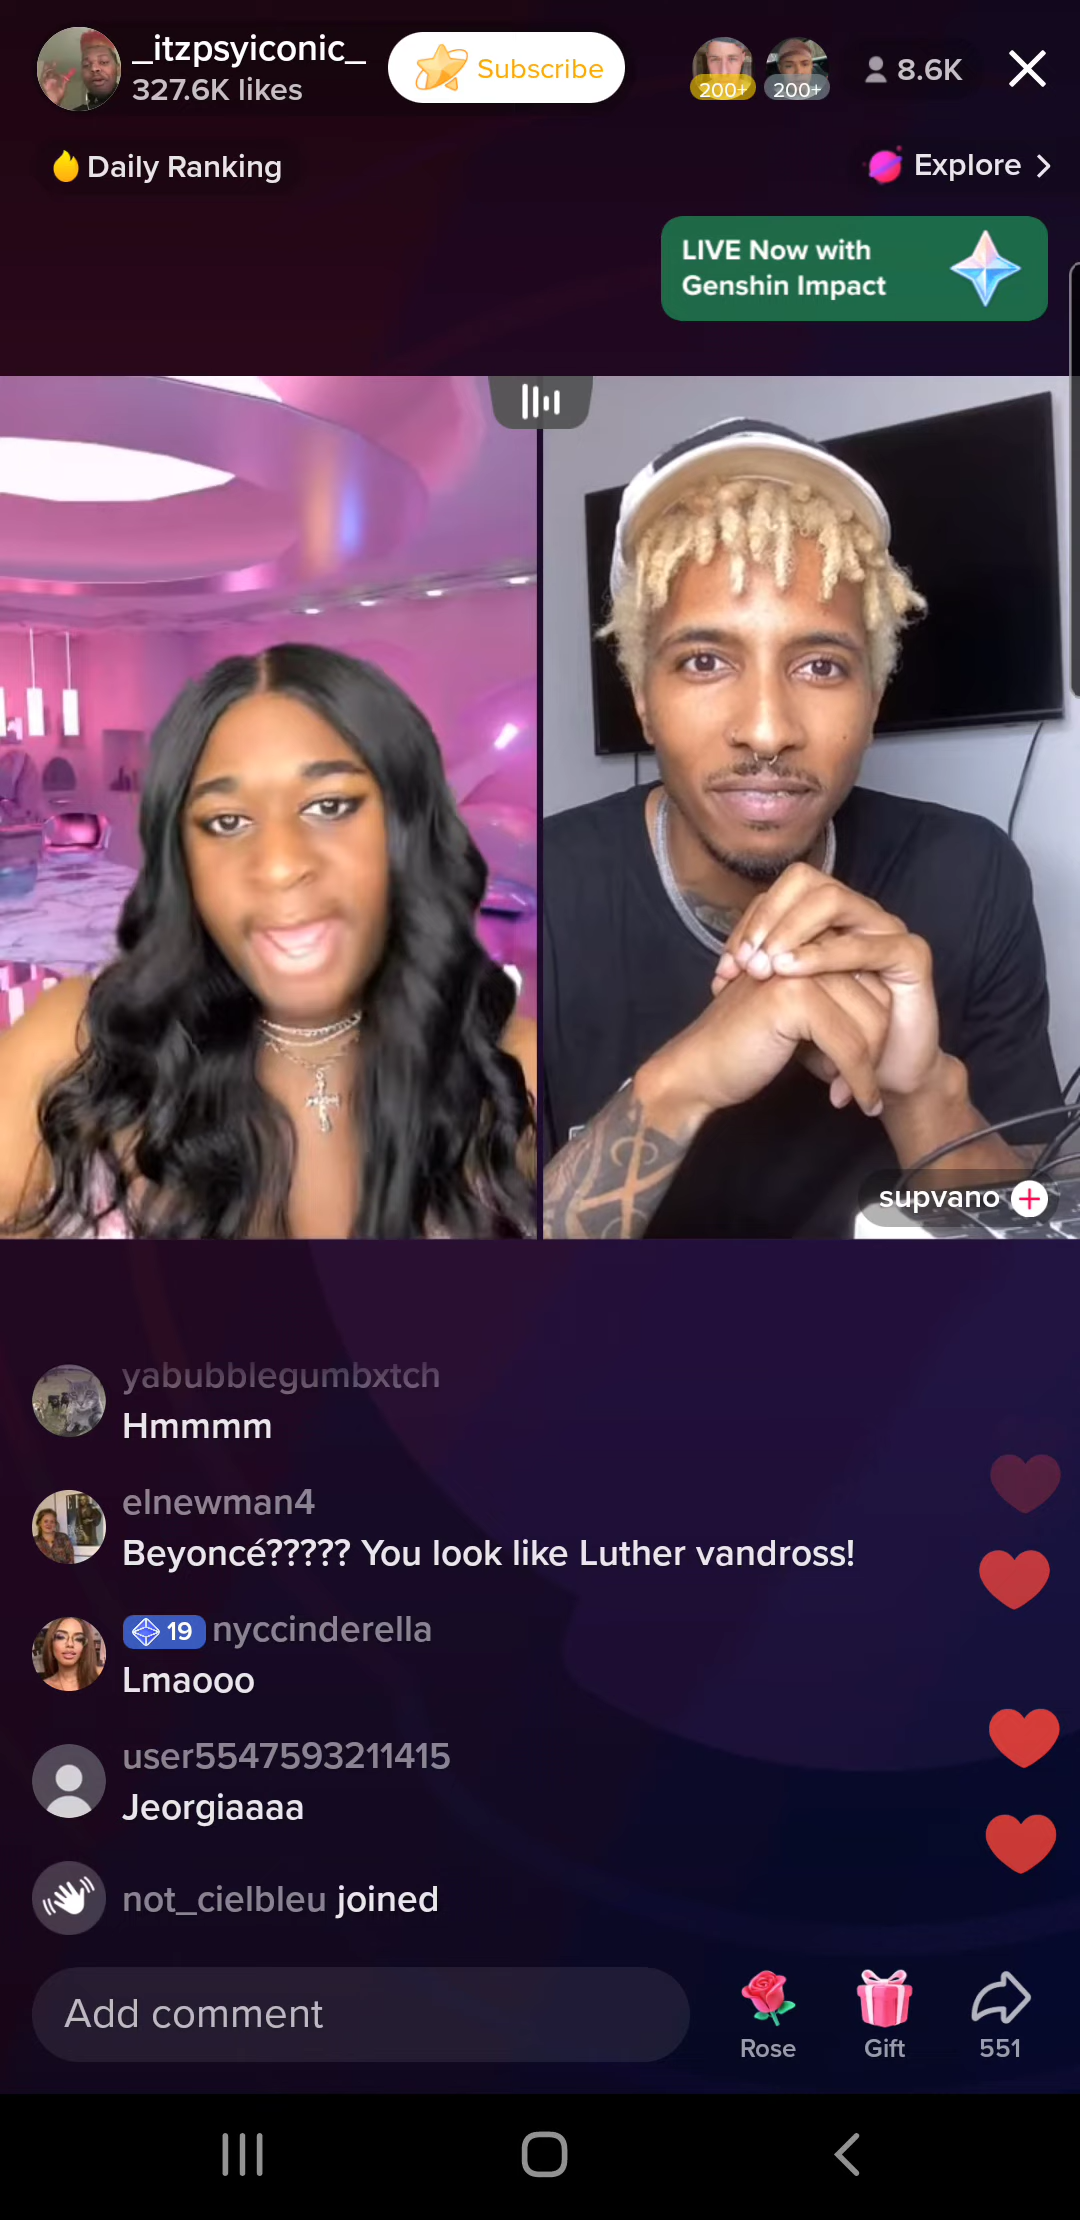 _itzpsyiconic_
327.6K likes
Subscribe
200+
200+
8.6K
Daily Ranking
Explore
LIVE Now with
Genshin Impact
supvano
yabubblegumbxtch
Hmmmm
elnewman4
Beyoncé????? You look like Luther vandross!
19 nyccinderella
Lmaooo
user5547593211415
Jeorgiaaaa
not_cielbleu joined
Add comment
Rose
Gift
551